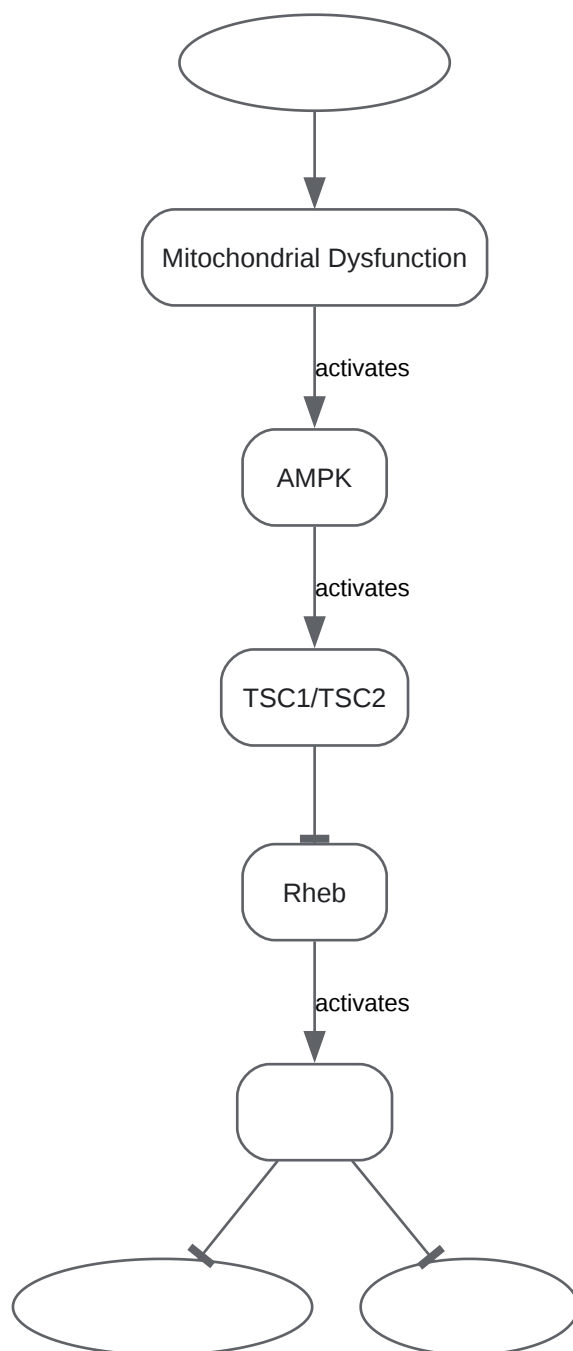 Mitochondrial Dysfunction
activates
AMPK
activates
TSC1/TSC2
Rheb
activates